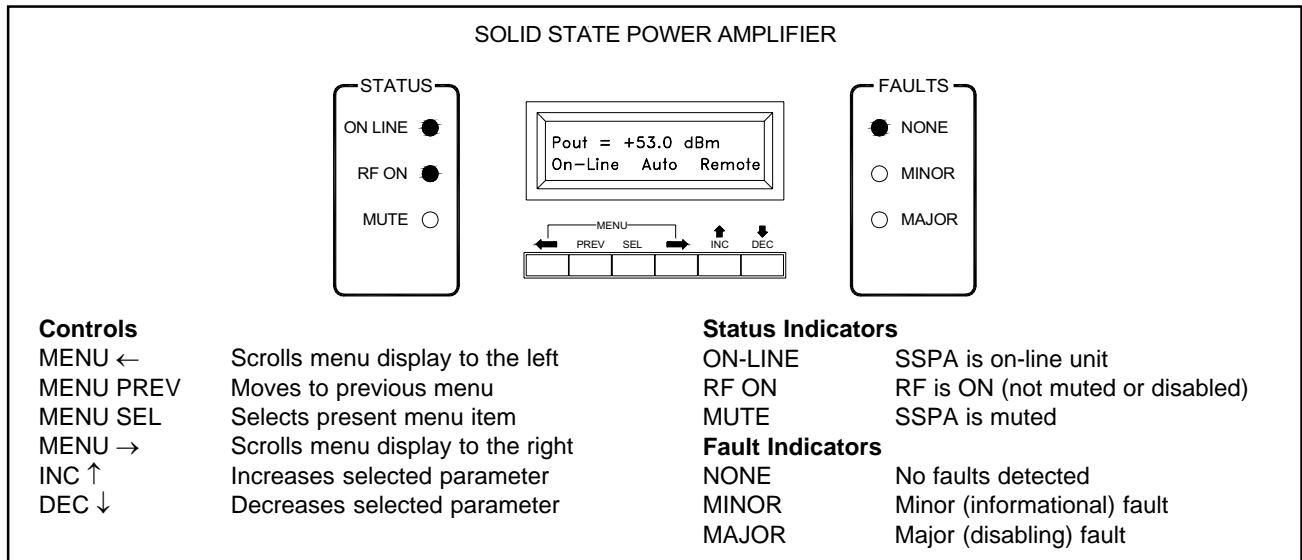 SOLID STATE POWER AMPLIFIER
STATUS
ON LINE
RF ON
MUTE
Pout = +53.0 dBm
On-Line Auto Remote
MENU
← PREV SEL → ↑ INC ↓ DEC
FAULTS
NONE
MINOR
MAJOR
Controls
MENU ← Scrolls menu display to the left
MENU PREV Moves to previous menu
MENU SEL Selects present menu item
MENU → Scrolls menu display to the right
INC ↑ Increases selected parameter
DEC ↓ Decreases selected parameter
Status Indicators
ON-LINE SSPA is on-line unit
RF ON RF is ON (not muted or disabled)
MUTE SSPA is muted
Fault Indicators
NONE No faults detected
MINOR Minor (informational) fault
MAJOR Major (disabling) fault